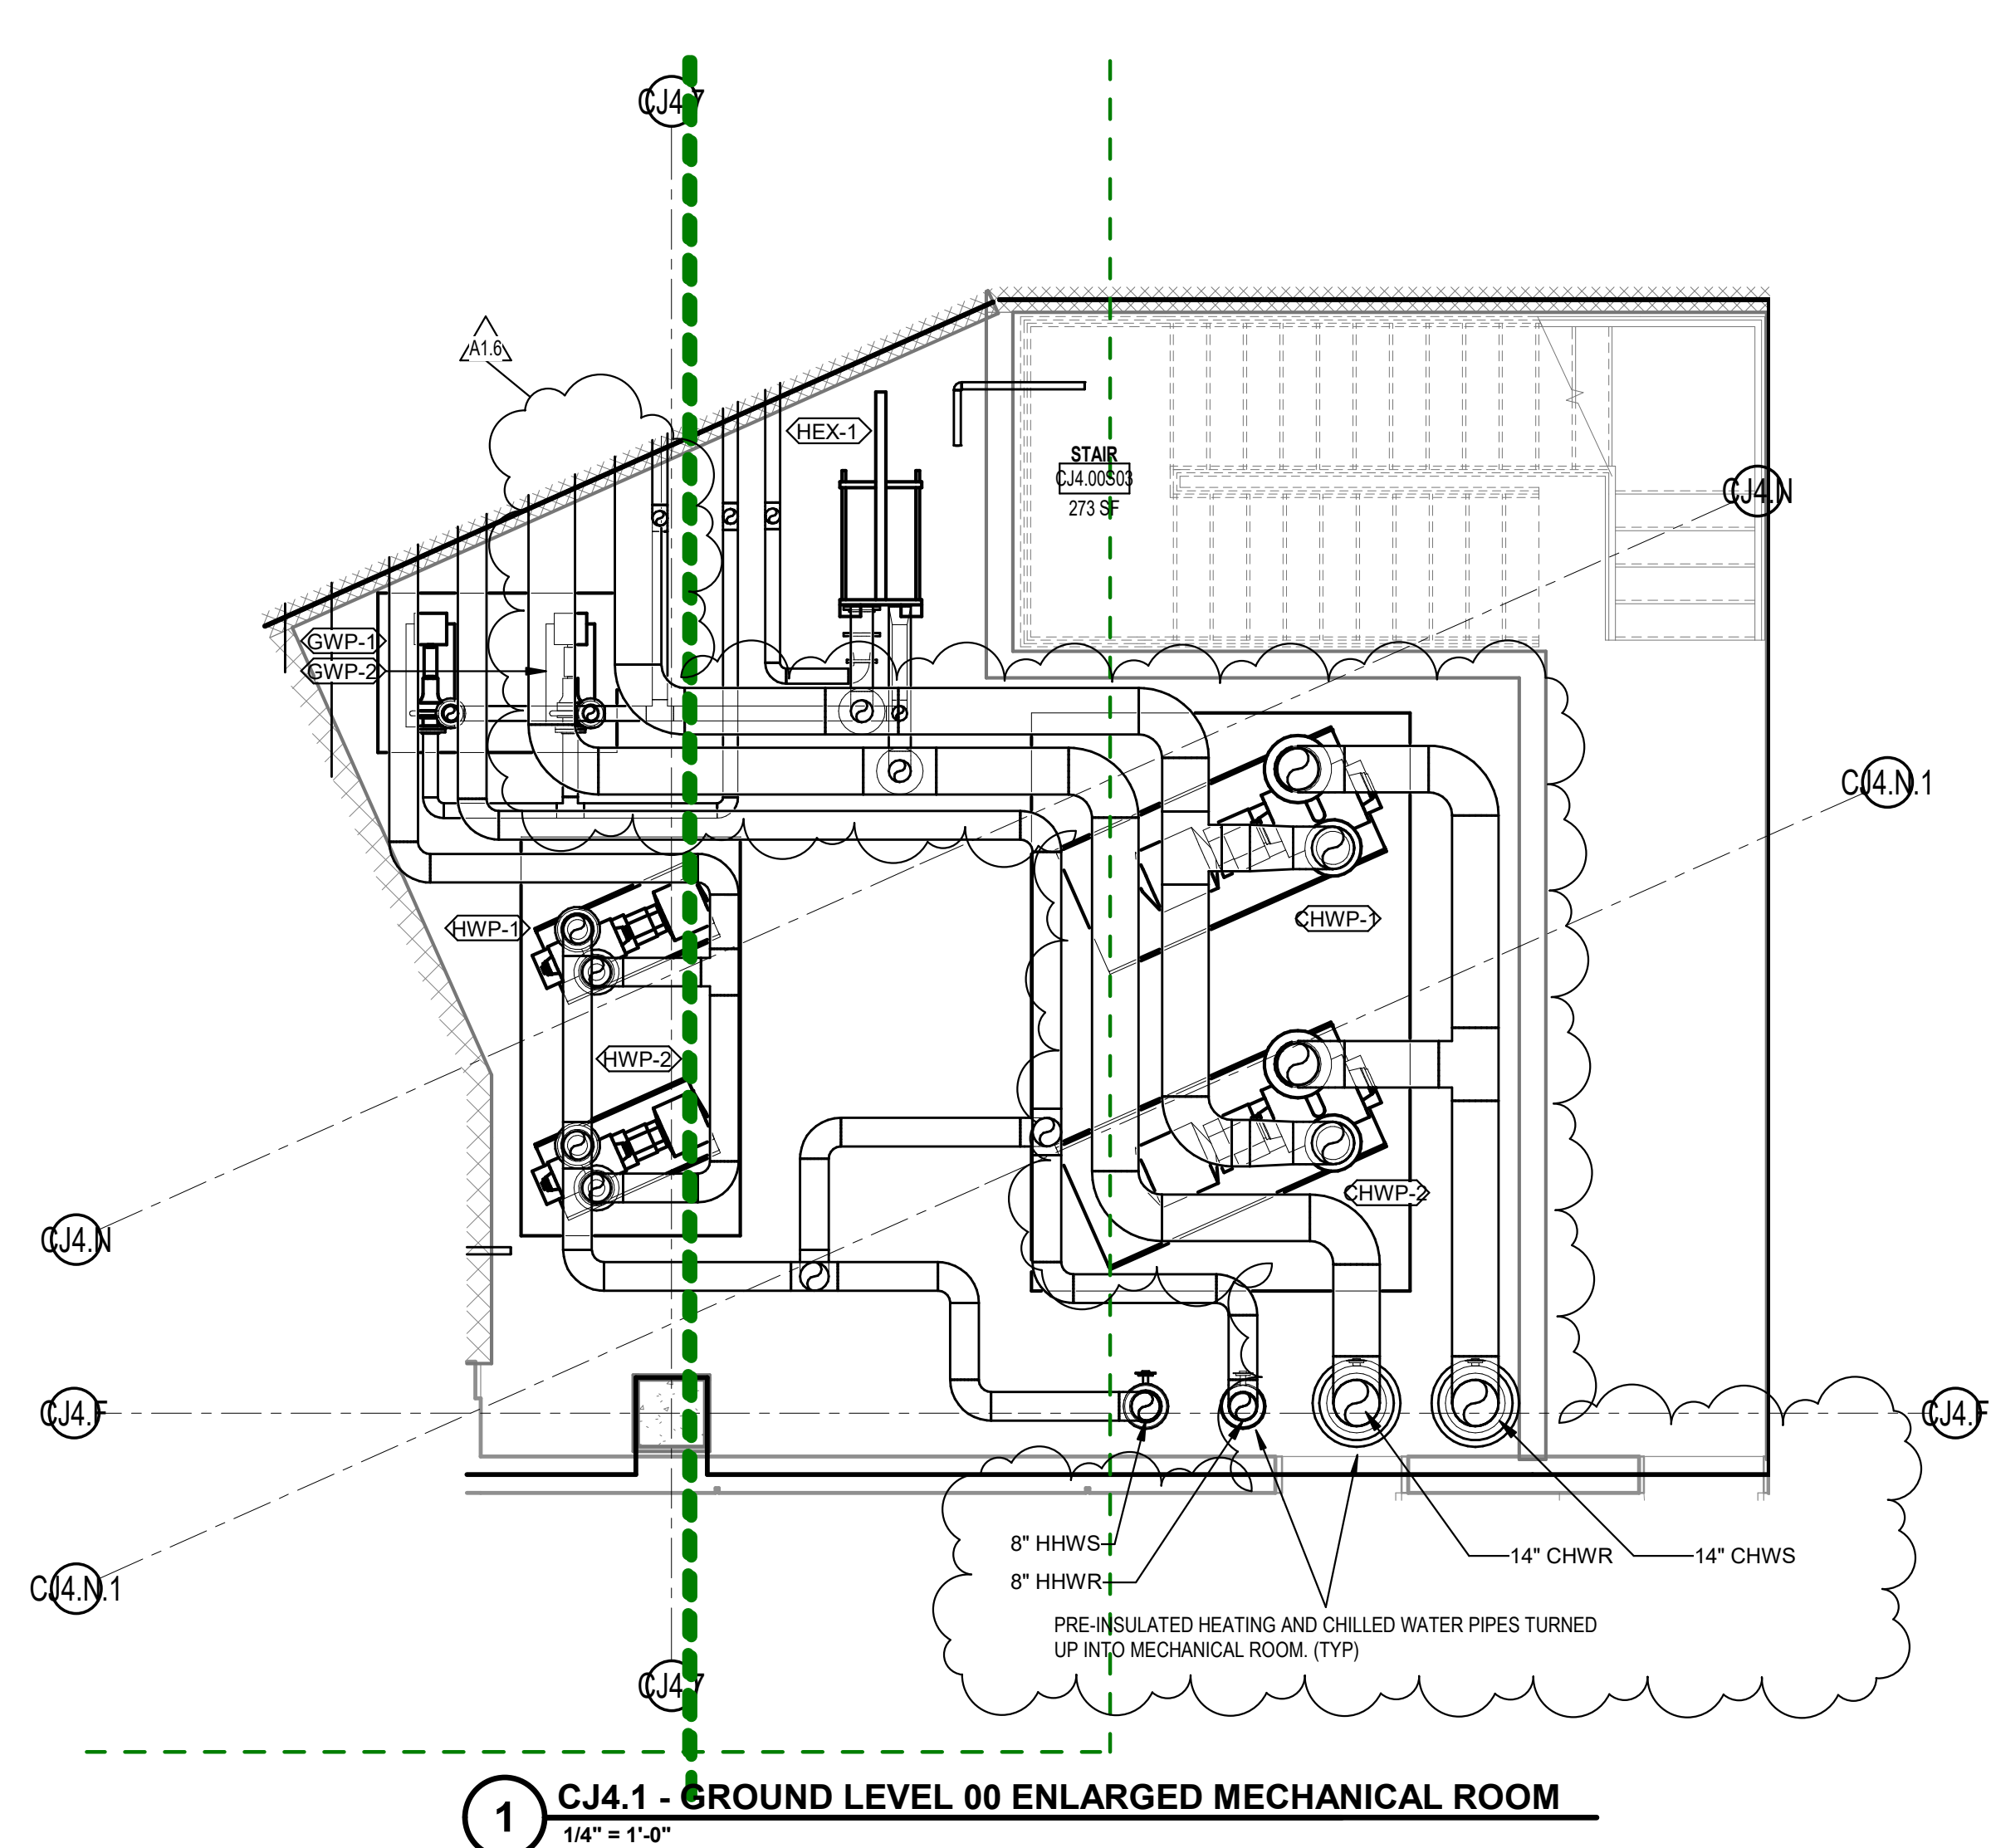 CJ4.7
A1.6
HEX-1
STAIR
CJ4.00S03
273 SF
CJ4.N
GWP-1
GWP-2
CJ4.N.1
HWP-1
CHWP-1
HWP-2
CHWP-2
CJ4.N
CJ4.F
CJ4.F
8" HHWS
14" CHWR
14" CHWS
8" HHWR
CJ4.N.1
PRE-INSULATED HEATING AND CHILLED WATER PIPES TURNED
UP INTO MECHANICAL ROOM. (TYP)
CJ4.7
1
CJ4.1 - GROUND LEVEL 00 ENLARGED MECHANICAL ROOM
1/4" = 1'-0"